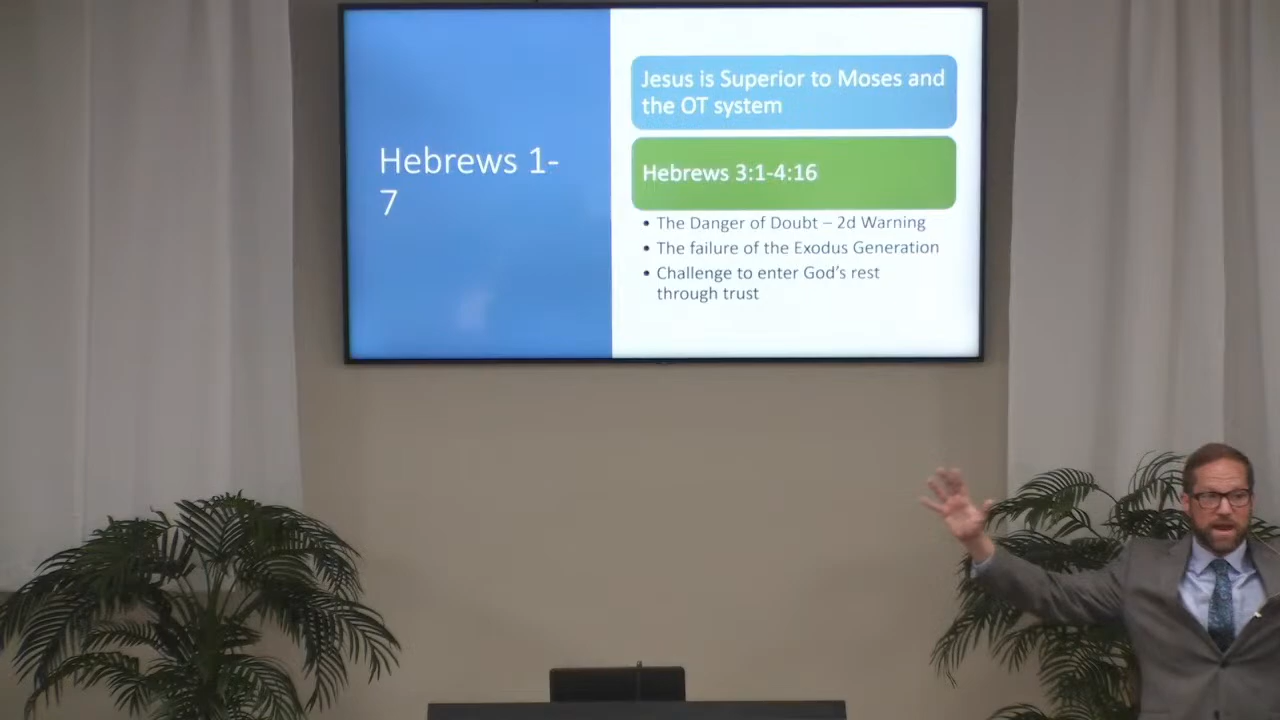 Hebrews 1-
7
Jesus is Superior to Moses and
the OT system
Hebrews 3:1-4:16
• The Danger of Doubt – 2d Warning
• The failure of the Exodus Generation
• Challenge to enter God's rest
through trust